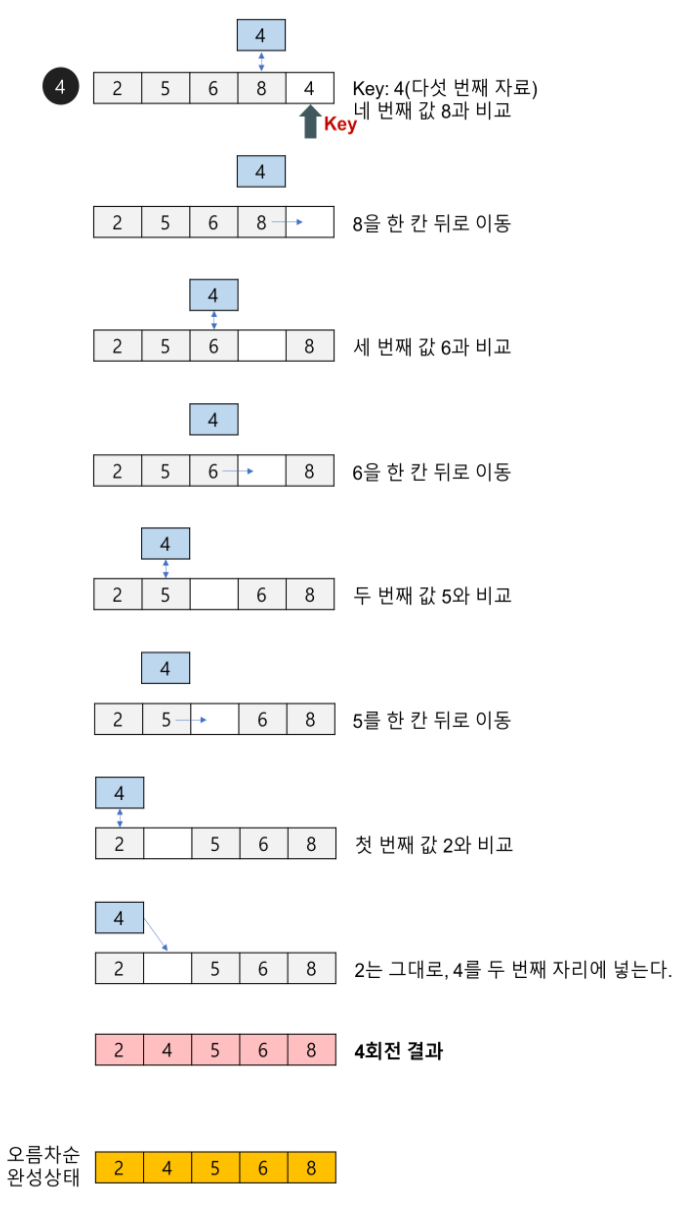 4
4
2 5 6 8 4
Key: 4(다섯 번째 자료)
네 번째 값 8과 비교
Key
4
2 5 6 8
8을 한 칸 뒤로 이동
4
2 5 6 8
세 번째 값 6과 비교
4
2 5 6 8
6을 한 칸 뒤로 이동
4
2 5 6 8
두 번째 값 5와 비교
4
2 5 6 8
5를 한 칸 뒤로 이동
4
2 5 6 8
첫 번째 값 2와 비교
4
2 5 6 8
2는 그대로, 4를 두 번째 자리에 넣는다.
2 4 5 6 8
4회전 결과
오름차순
완성상태
2 4 5 6 8